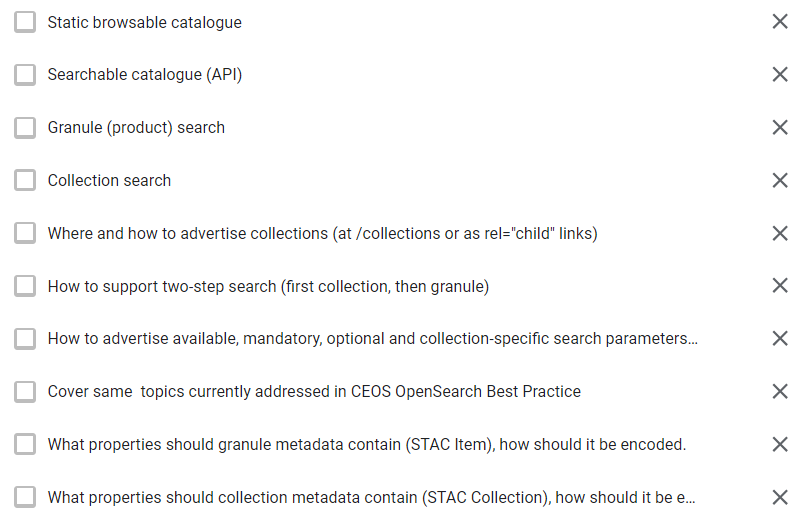 Static browsable catalogue
Searchable catalogue (API)
Granule (product) search
Collection search
Where and how to advertise collections (at /collections or as rel="child" links)
How to support two-step search (first collection, then granule)
How to advertise available, mandatory, optional and collection-specific search parameters...
Cover same  topics currently addressed in CEOS OpenSearch Best Practice
What properties should granule metadata contain (STAC Item), how should it be encoded.
What properties should collection metadata contain (STAC Collection), how should it be e...